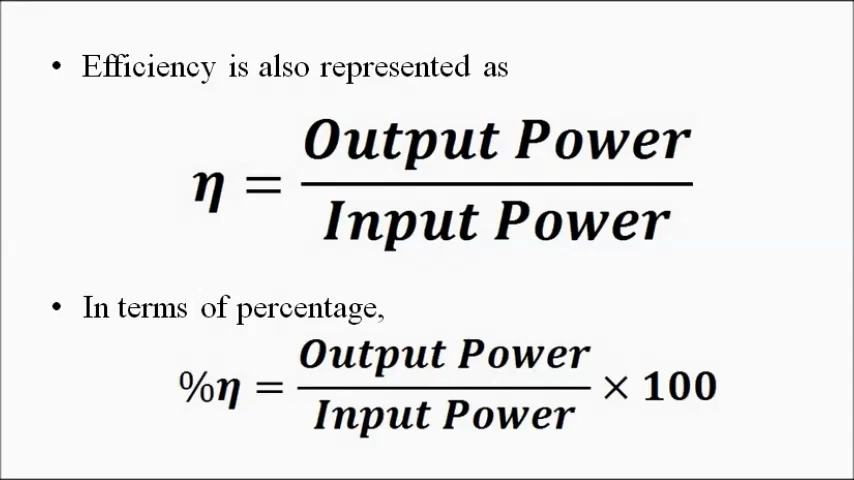 • Efficiency is also represented as
η = Output Power / Input Power
• In terms of percentage,
%η = Output Power / Input Power × 100